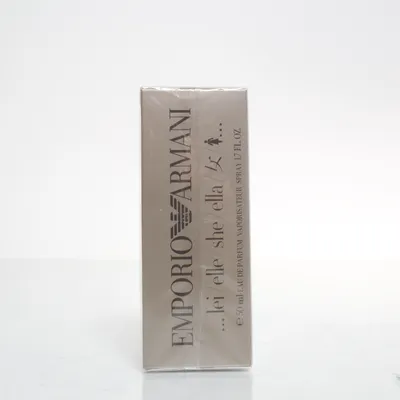 EMPORIO ARMANI
...lei elle she ella 女 ...
℮ 50 ml EAU DE PARFUM VAPORISATEUR SPRAY 1.7 FL.OZ